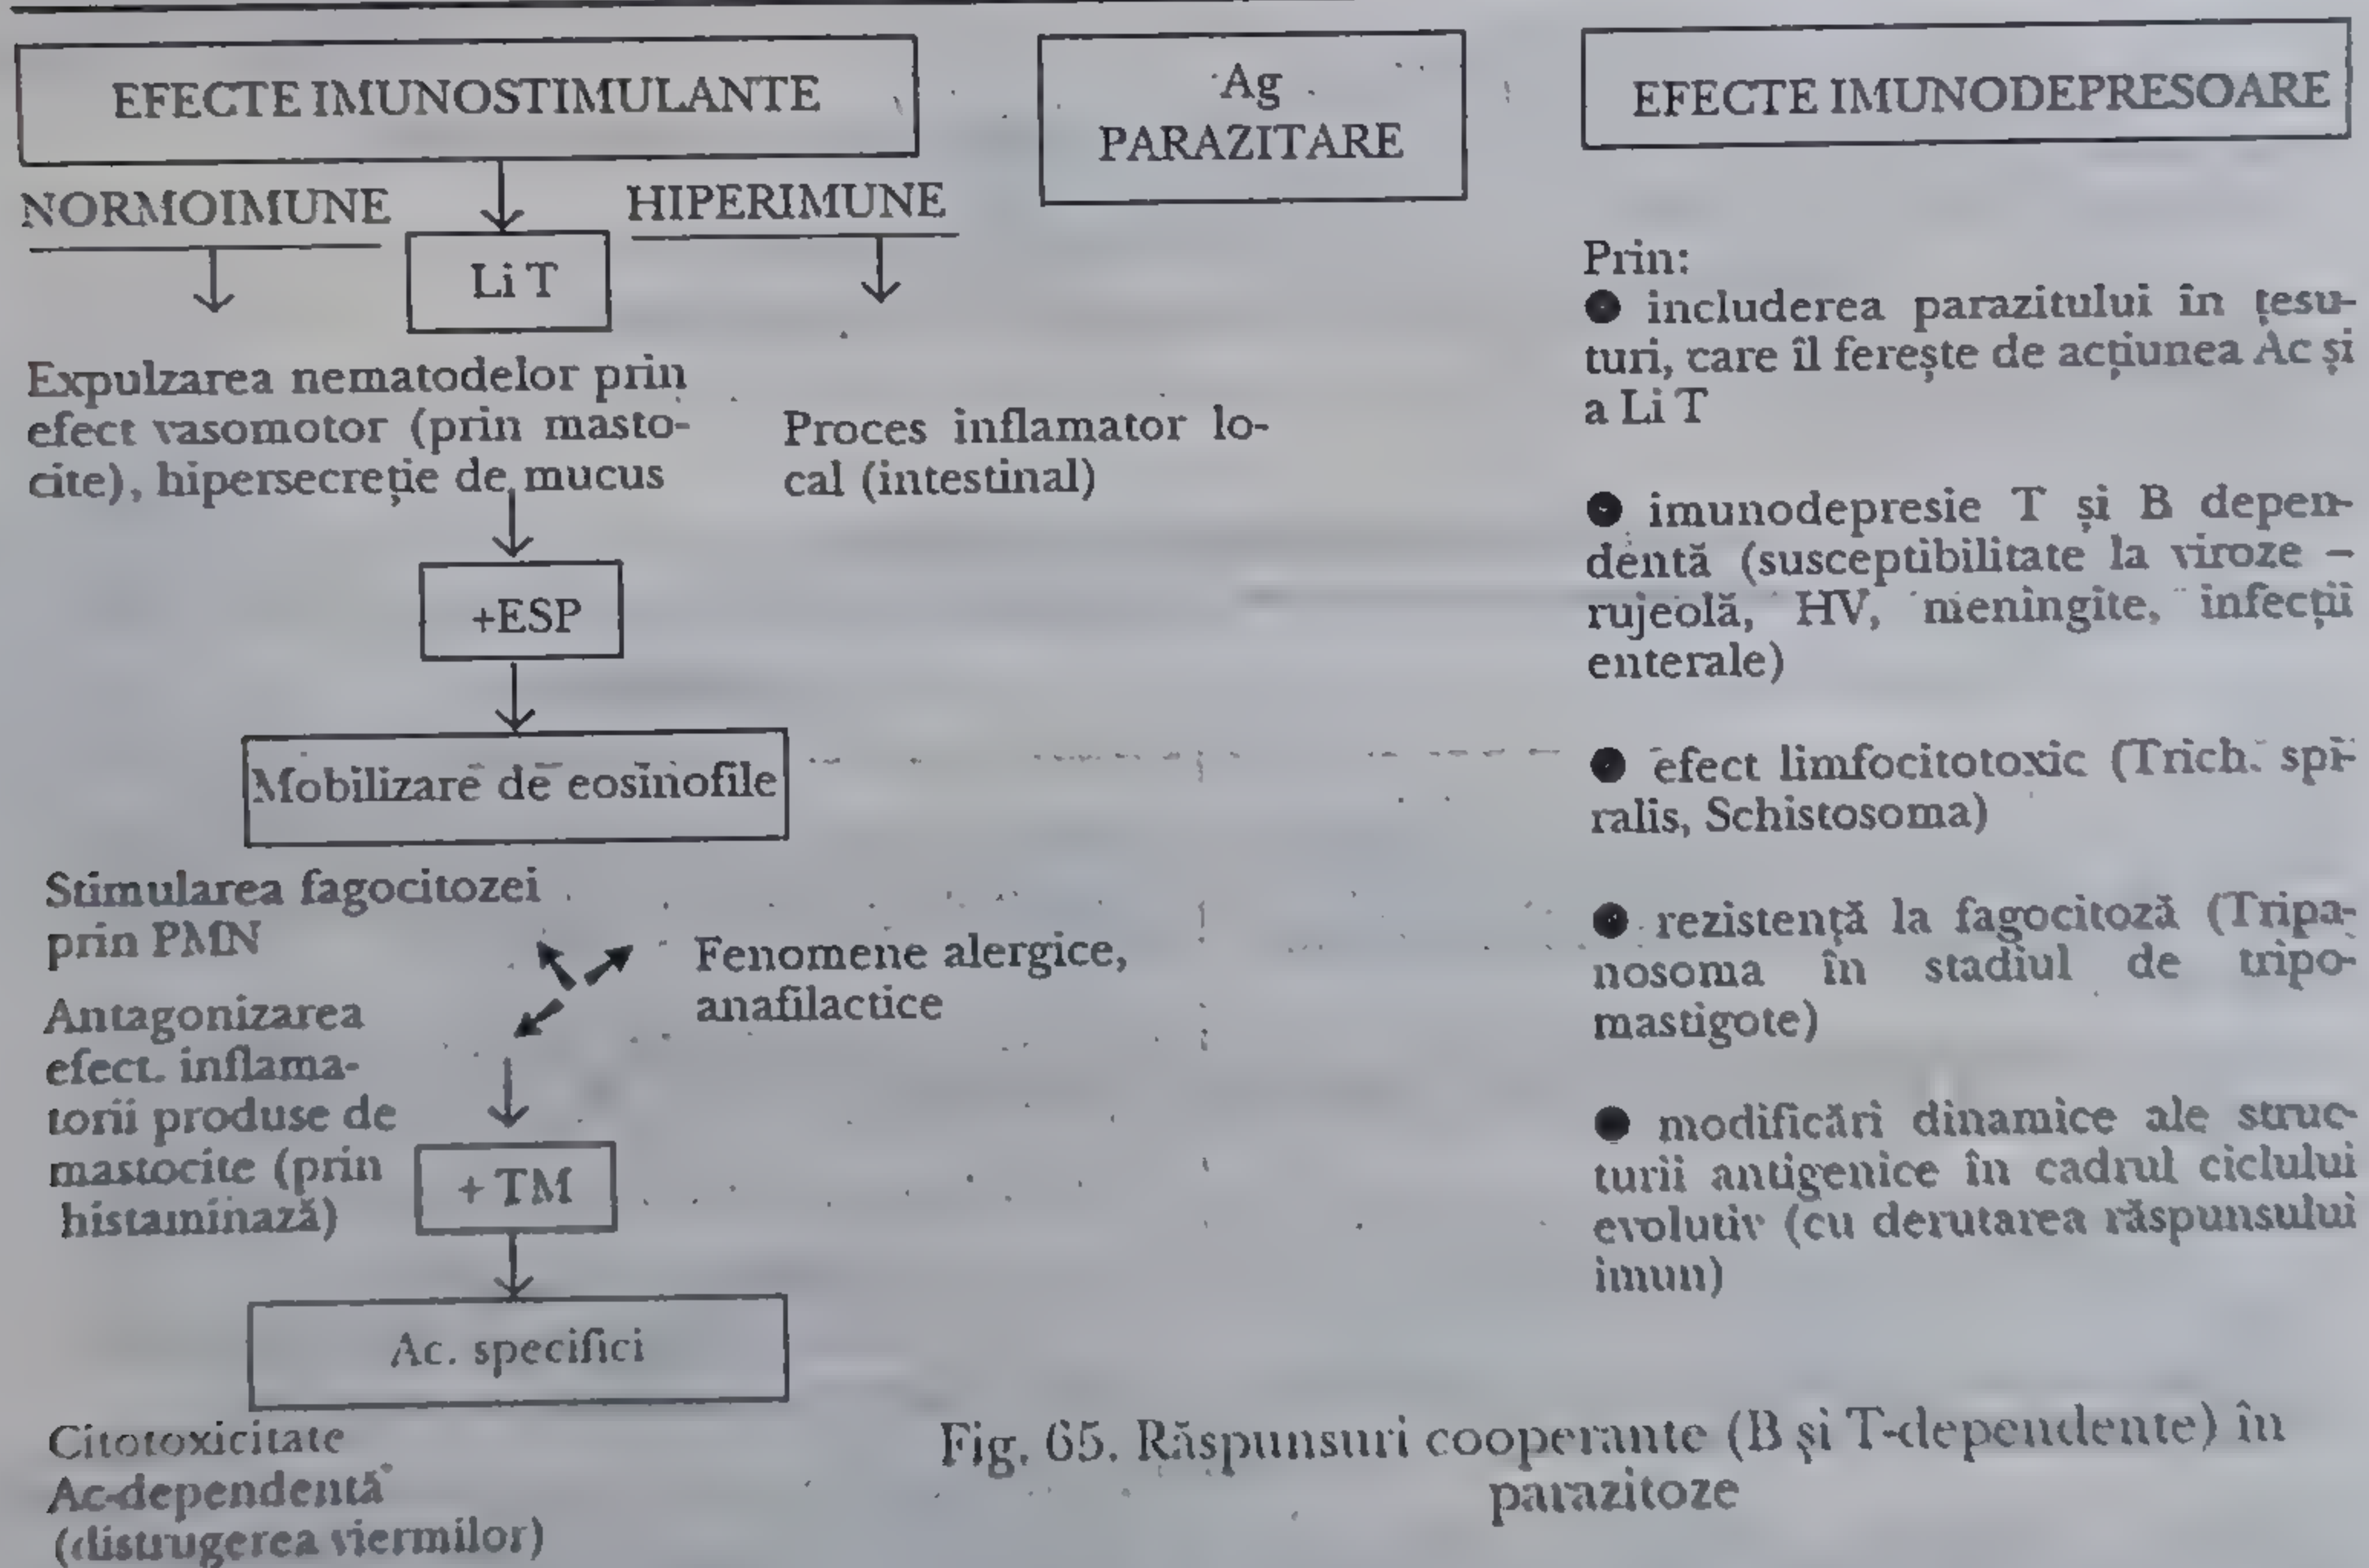 EFECTE IMUNOSTIMULANTE
Ag
PARAZITARE
EFECTE IMUNODEPRESOARE
NORMOIMUNE
HIPERIMUNE
Li T
Expulzarea nematodelor prin
efect vasomotor (prin masto-
cite), hipersecreție de mucus
Proces inflamator lo-
cal (intestinal)
+ESP
Mobilizare de eosinofile
Stimularea fagocitozei
prin PMN
Fenomene alergice,
anafilactice
Antagonizarea
efect. inflama-
torii produse de
mastocite (prin
histaminază)
+ TM
Ac. specifici
Citotoxicitate
Ac-dependentă
(distrugerea viermilor)
Prin:
● includerea parazitului în țesu-
turi, care îl ferește de acțiunea Ac și
a Li T
● imunodepresie T și B depen-
dentă (susceptibilitate la viroze –
rujeolă, HV, meningite, infecții
enterale)
● efect limfocitotoxic (Trich. spi-
ralis, Schistosoma)
● rezistență la fagocitoză (Tripa-
nosoma în stadiul de tripo-
mastigote)
● modificări dinamice ale struc-
turii antigenice în cadrul ciclului
evolutiv (cu derutarea răspunsului
imun)
Fig. 65. Răspunsuri cooperante (B și T-dependente) în
parazitoze